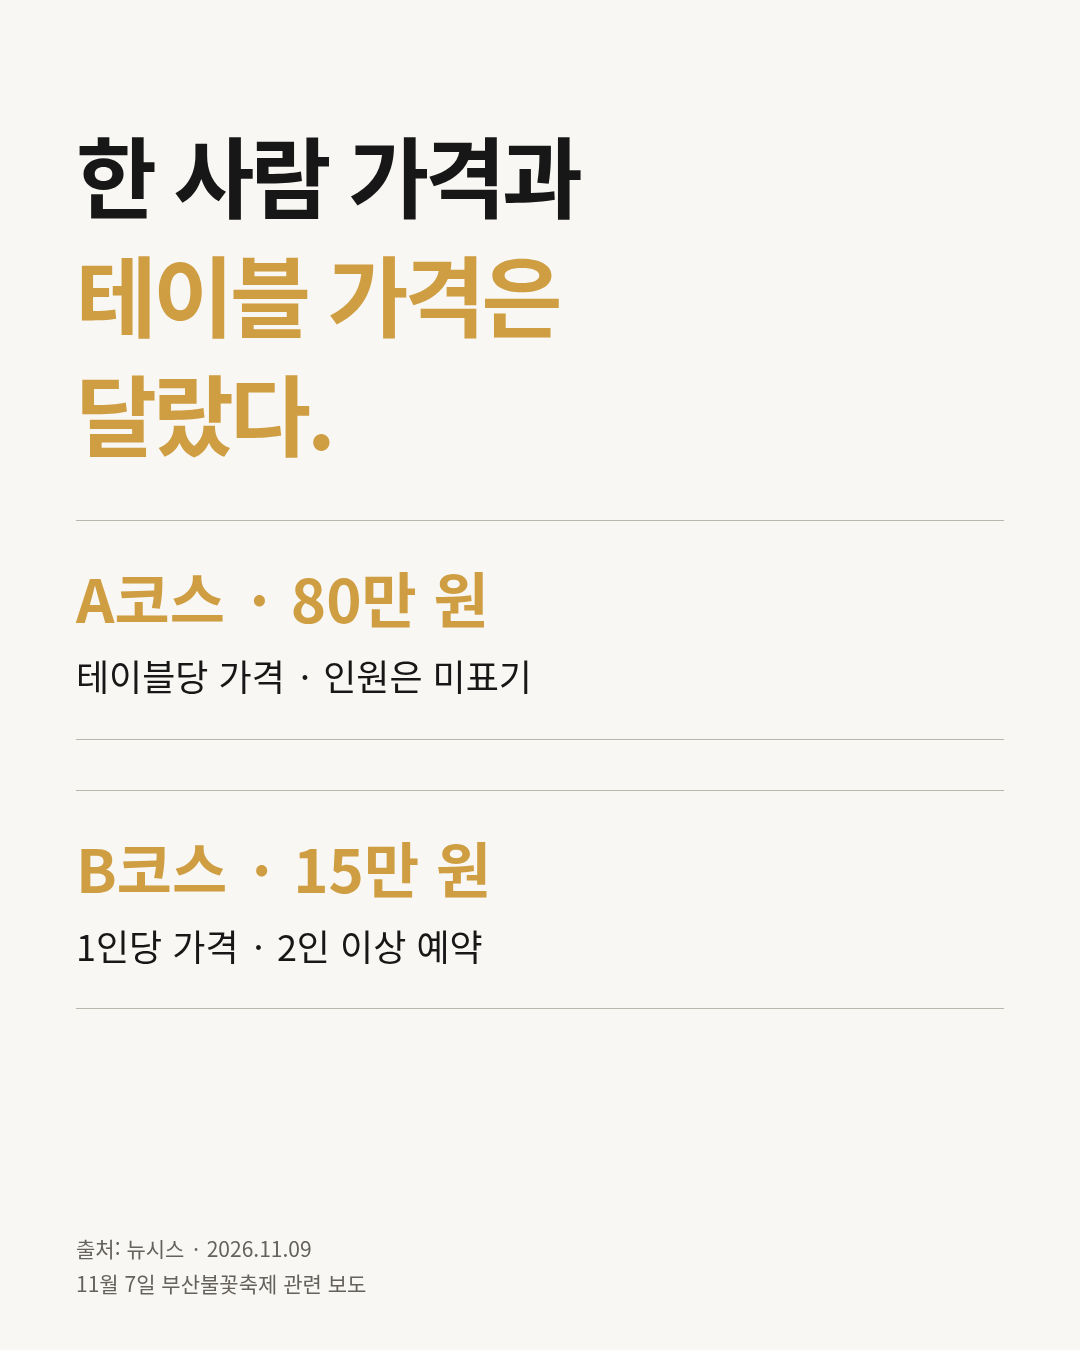 한 사람 가격과
테이블 가격은
달랐다.
A코스 · 80만 원
테이블당 가격 · 인원은 미표기
B코스 · 15만 원
1인당 가격 · 2인 이상 예약
출처: 뉴시스 · 2026.11.09
11월 7일 부산불꽃축제 관련 보도